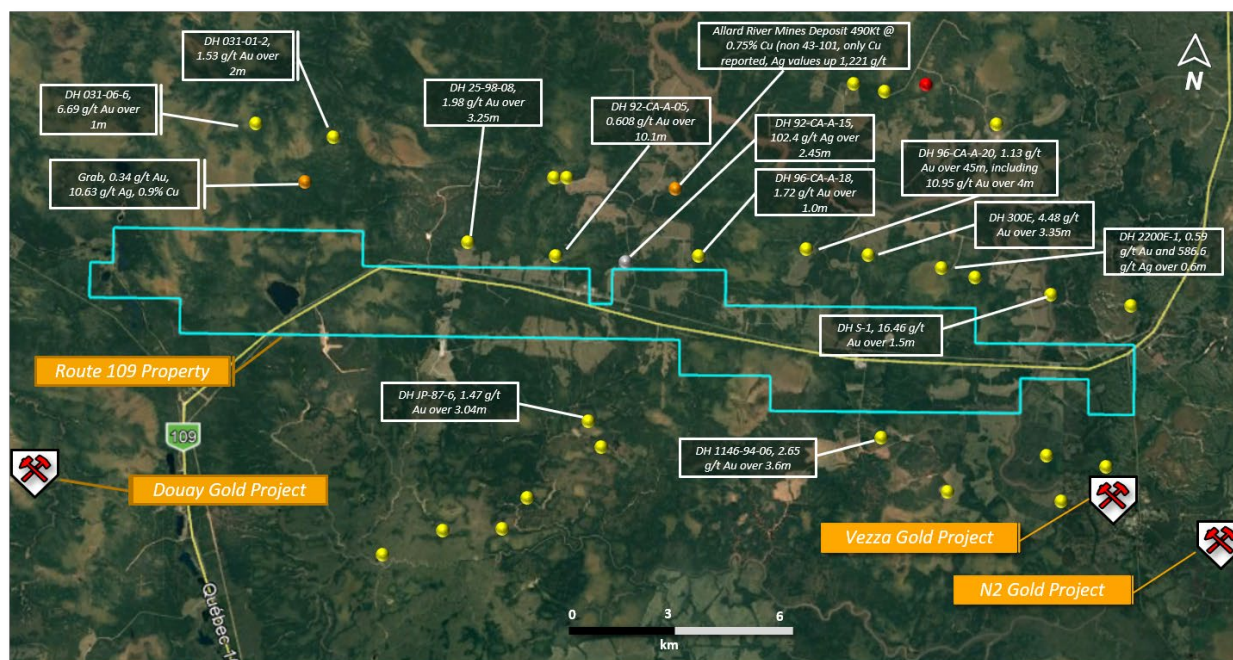 DH 031-01-2,
1.53 g/t Au over
2m
Allard River Mines Deposit 490Kt @
0.75% Cu (non 43-101, only Cu
reported, Ag values up 1,221 g/t
N
DH 031-06-6,
6.69 g/t Au over
1m
DH 25-98-08,
1.98 g/t Au over
3.25m
DH 92-CA-A-05,
0.608 g/t Au over
10.1m
DH 92-CA-A-15,
102.4 g/t Ag over
2.45m
DH 96-CA-A-20, 1.13 g/t
Au over 45m, including
10.95 g/t Au over 4m
Grab, 0.34 g/t Au,
10.63 g/t Ag, 0.9% Cu
DH 96-CA-A-18,
1.72 g/t Au over
1.0m
DH 300E, 4.48 g/t
Au over 3.35m
DH 2200E-1, 0.59
g/t Au and 586.6
g/t Ag over 0.6m
DH S-1, 16.46 g/t
Au over 1.5m
Route 109 Property
DH JP-87-6, 1.47 g/t
Au over 3.04m
109
DH 1146-94-06, 2.65
g/t Au over 3.6m
Douay Gold Project
Vezza Gold Project
N2 Gold Project
Québec 1
0 3 6
km